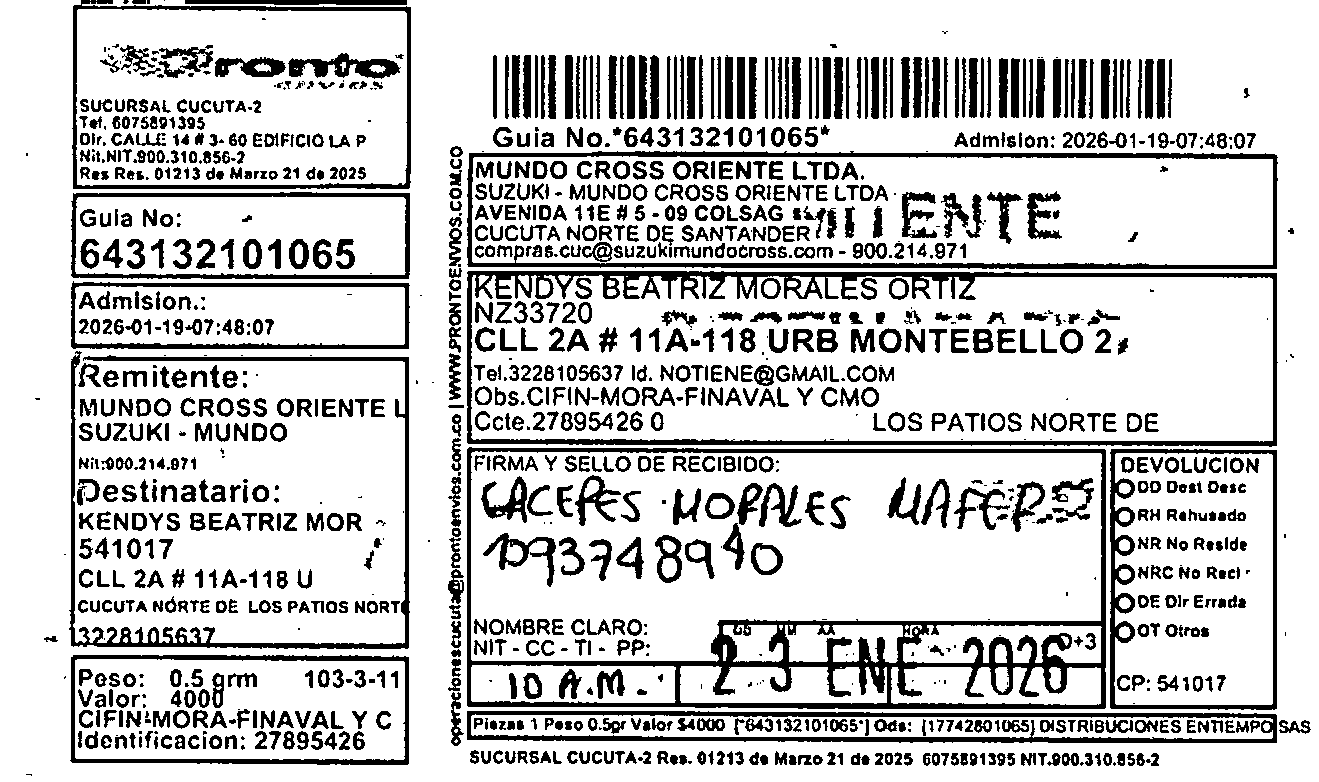 Pronto
SUCURSAL CUCUTA-2
Tel. 6075891395
Dir. CALLE 14 # 3- 60 EDIFICIO LA P
Nit.NIT.900.310.856-2
Res Res. 01213 de Marzo 21 de 2025
Guia No:
643132101065
Admision.:
2026-01-19-07:48:07
Remitente:
MUNDO CROSS ORIENTE L
SUZUKI - MUNDO
Nit:900.214.971
Destinatario:
KENDYS BEATRIZ MOR
541017
CLL 2A # 11A-118 U
CUCUTA NORTE DE LOS PATIOS NORTE
3228105637
Peso: 0.5 grm 103-3-11
Valor: 4000
CIFIN-MORA-FINAVAL Y C
Identificacion: 27895426
operacionescucuta@prontoenvios.com.co | WWW.PRONTOENVIOS.COM.CO
Guia No.*643132101065*
Admision: 2026-01-19-07:48:07
MUNDO CROSS ORIENTE LTDA.
SUZUKI - MUNDO CROSS ORIENTE LTDA
AVENIDA 11E # 5 - 09 COLSAG
CUCUTA NORTE DE SANTANDER
compras.cuc@suzukimundocross.com - 900.214.971
KENDYS BEATRIZ MORALES ORTIZ
NZ33720
CLL 2A # 11A-118 URB MONTEBELLO 2
Tel.3228105637 Id. NOTIENE@GMAIL.COM
Obs.CIFIN-MORA-FINAVAL Y CMO
Ccte.27895426 0 LOS PATIOS NORTE DE
FIRMA Y SELLO DE RECIBIDO:
CACERES MORALES MAFER
1093748940
NOMBRE CLARO:
NIT - CC - TI - PP:
DD MM AA HORA
D+3
10 A.M.
23 ENE 2026
DEVOLUCION
DD Dest Desc
RH Rehusado
NR No Reside
NRC No Recl
DE Dir Errada
OT Otros
CP: 541017
Piezas 1 Peso 0.5gr Valor $4000 [*643132101065*] Ods: [17742801065] DISTRIBUCIONES ENTIEMPO SAS
SUCURSAL CUCUTA-2 Res. 01213 de Marzo 21 de 2025 6075891395 NIT.900.310.856-2